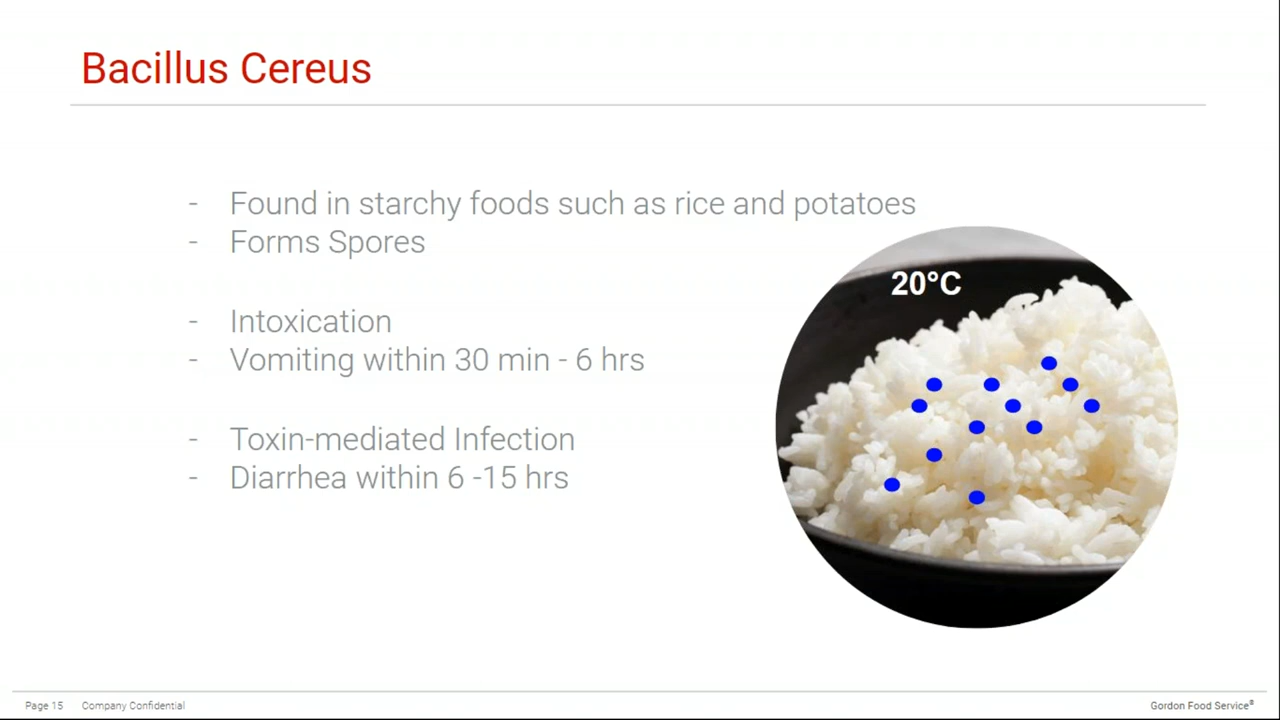 Bacillus Cereus
- Found in starchy foods such as rice and potatoes
- Forms Spores
20°C
- Intoxication
- Vomiting within 30 min - 6 hrs
- Toxin-mediated Infection
- Diarrhea within 6 -15 hrs
Page 15 Company Confidential
Gordon Food Service®